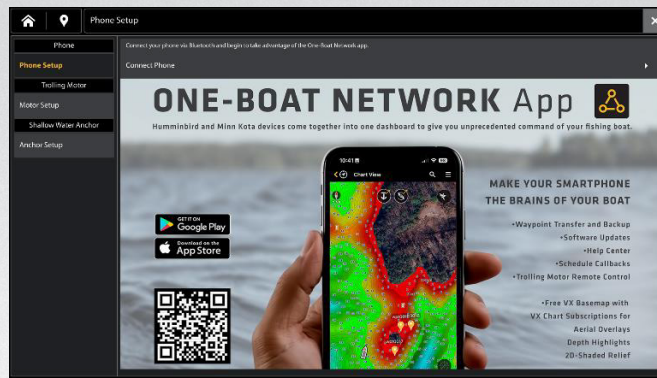 Phone Setup
Phone
Phone Setup
Trolling Motor
Motor Setup
Shallow Water Anchor
Anchor Setup
Connect your phone via Bluetooth and begin to take advantage of the One-Boat Network app.
Connect Phone
ONE-BOAT NETWORK App
Humminbird and Minn Kota devices come together into one dashboard to give you unprecedented command of your fishing boat.
10:41
Chart View
GET IT ON
Google Play
Download on the
App Store
MAKE YOUR SMARTPHONE
THE BRAINS OF YOUR BOAT
•Waypoint Transfer and Backup
•Software Updates
•Help Center
•Schedule Callbacks
•Trolling Motor Remote Control
•Free VX Basemap with
VX Chart Subscriptions for
Aerial Overlays
Depth Highlights
2D-Shaded Relief